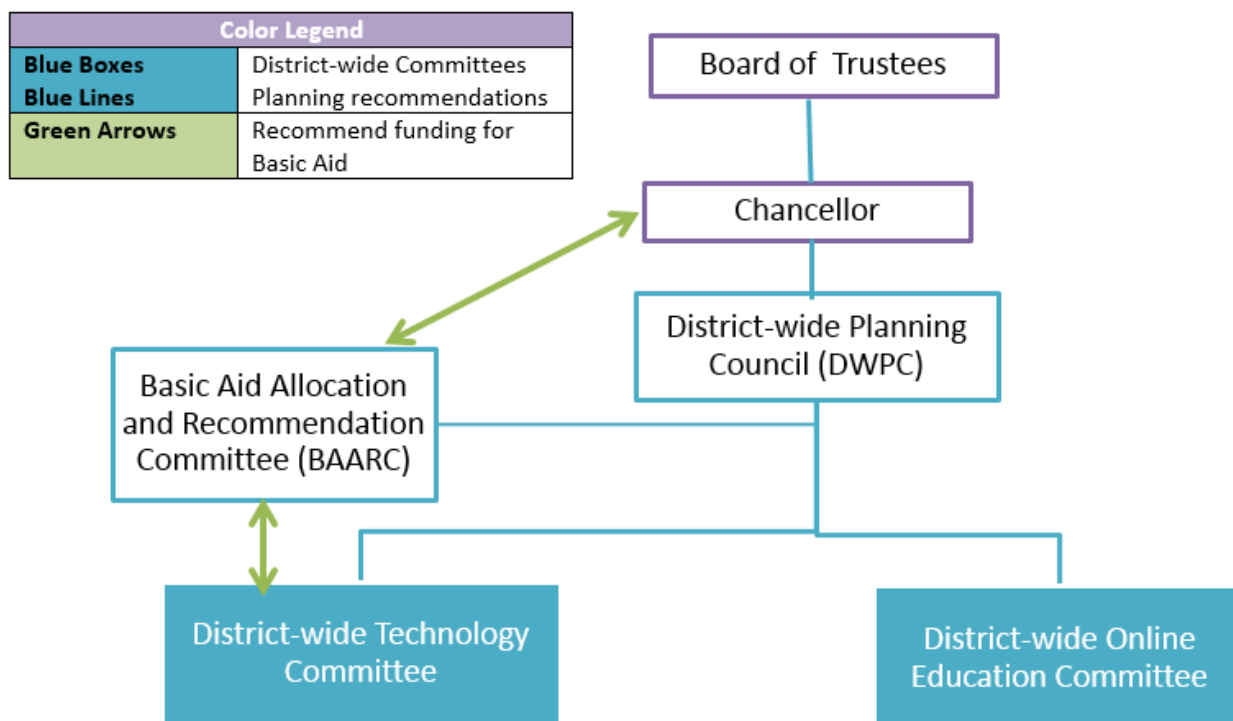 Color Legend
Blue Boxes
Blue Lines
District-wide Committees
Planning recommendations
Green Arrows
Recommend funding for
Basic Aid
Board of  Trustees
Chancellor
District-wide Planning
Council (DWPC)
Basic Aid Allocation
and Recommendation
Committee (BAARC)
District-wide Technology
Committee
District-wide Online
Education Committee